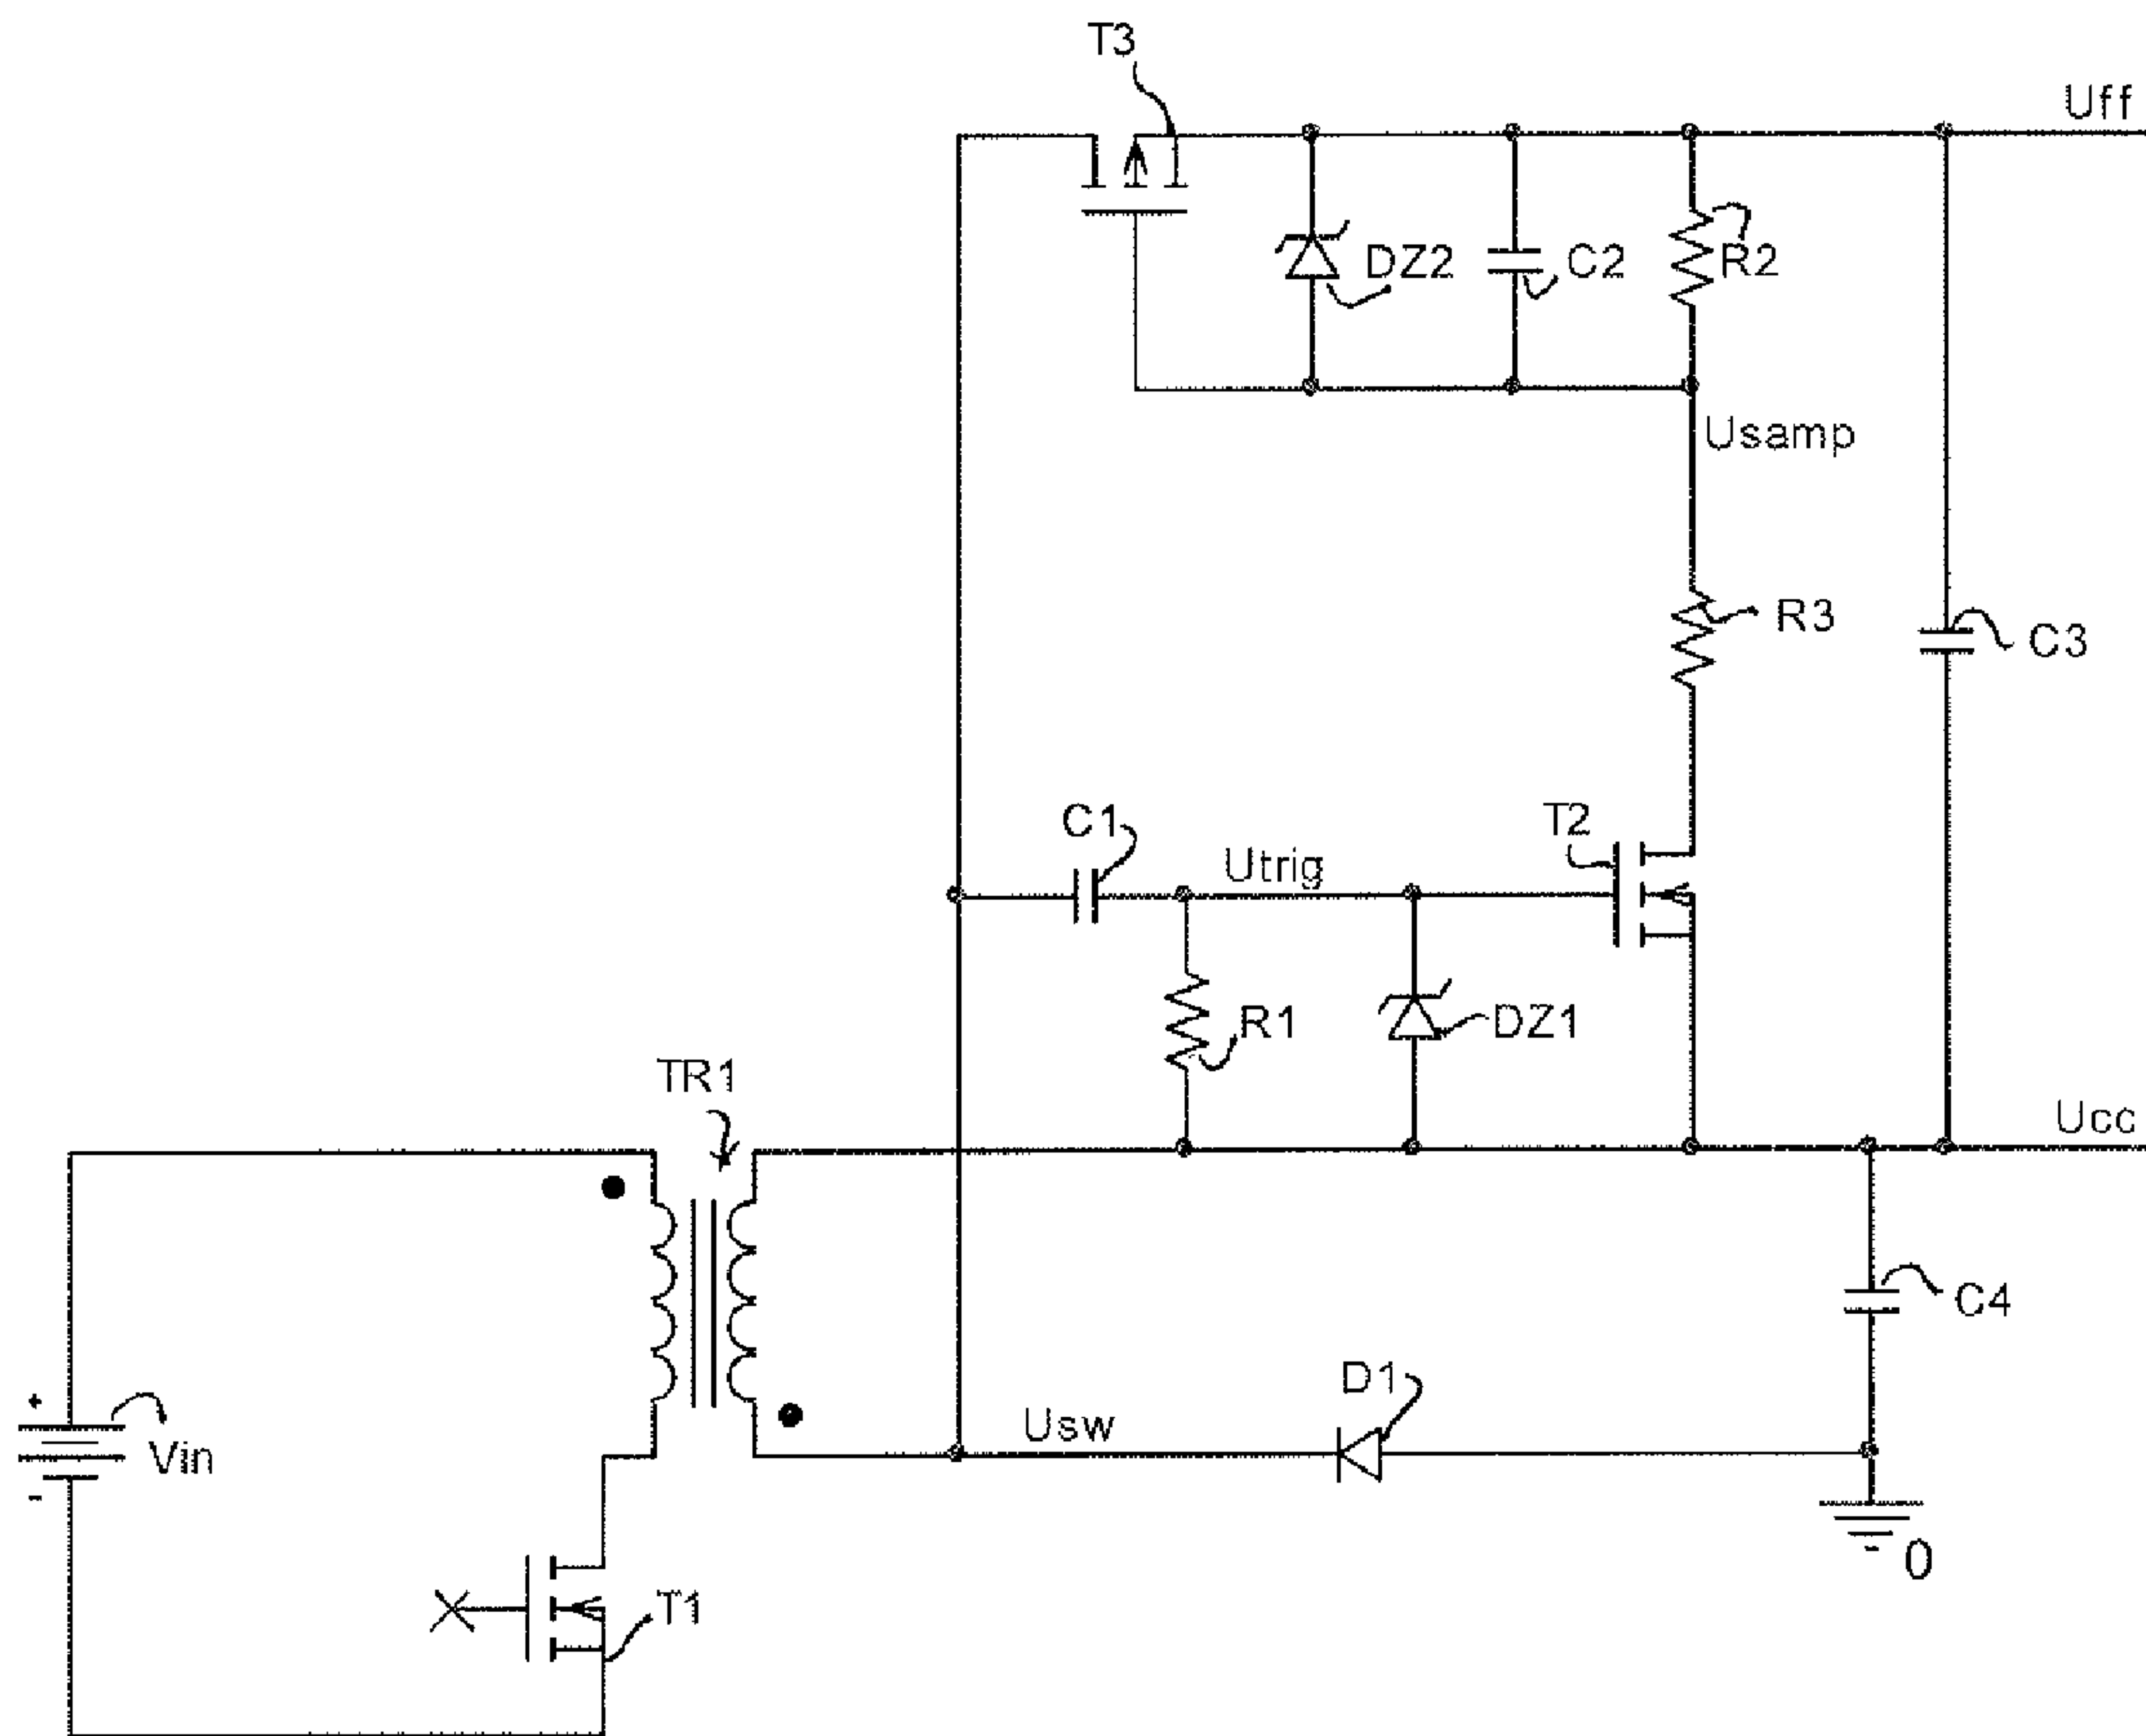 T3
Uff
DZ2
C2
R2
Usamp
R3
C3
C1
Utrig
T2
R1
DZ1
TR1
Ucc
C4
D1
Usw
+
Vin
-
0
T1